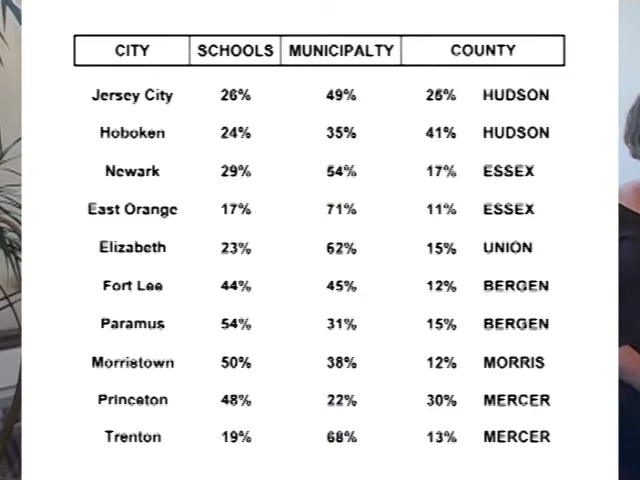 CITY SCHOOLS MUNICIPALTY COUNTY
Jersey City 26% 49% 25% HUDSON
Hoboken 24% 35% 41% HUDSON
Newark 29% 54% 17% ESSEX
East Orange 17% 71% 11% ESSEX
Elizabeth 23% 62% 15% UNION
Fort Lee 44% 45% 12% BERGEN
Paramus 54% 31% 15% BERGEN
Morristown 50% 38% 12% MORRIS
Princeton 48% 22% 30% MERCER
Trenton 19% 68% 13% MERCER